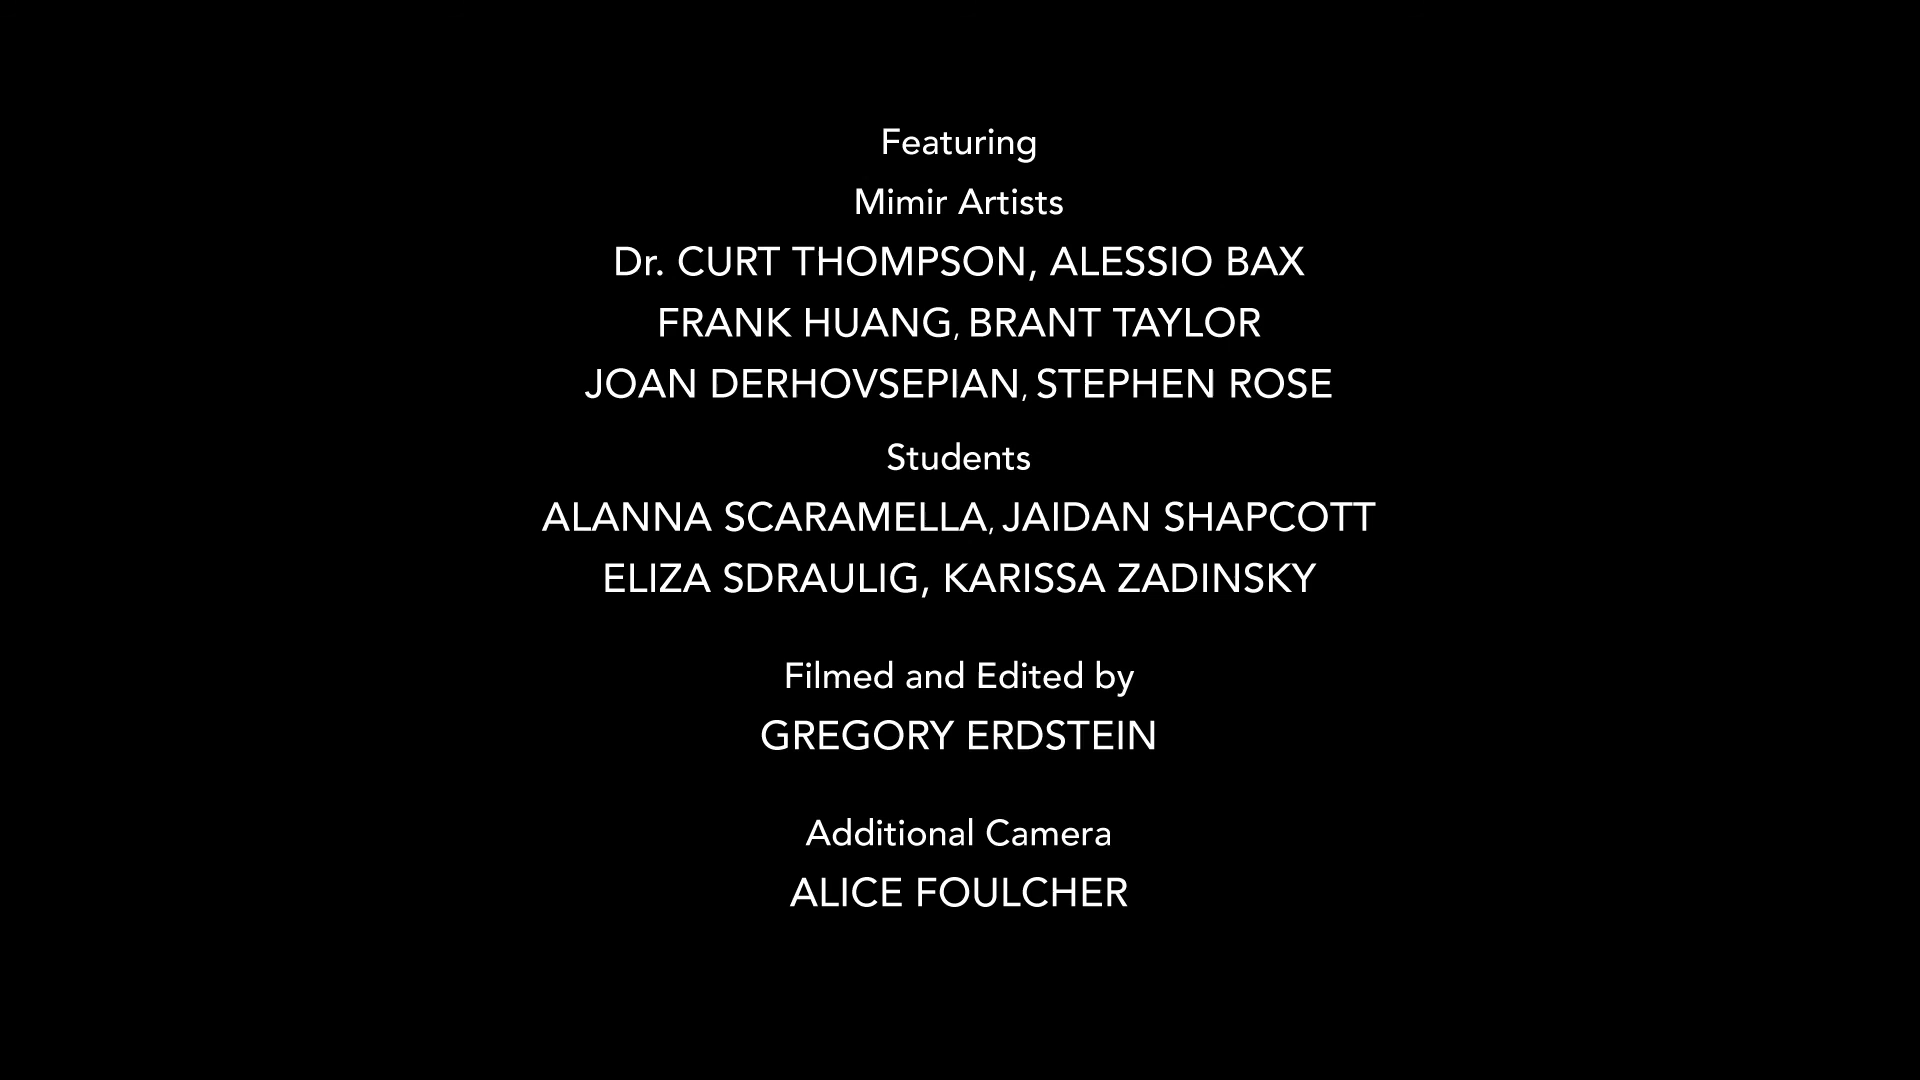 Featuring
Mimir Artists
Dr. CURT THOMPSON, ALESSIO BAX
FRANK HUANG, BRANT TAYLOR
JOAN DERHOVSEPIAN, STEPHEN ROSE
Students
ALANNA SCARAMELLA, JAIDAN SHAPCOTT
ELIZA SDRAULIG, KARISSA ZADINSKY
Filmed and Edited by
GREGORY ERDSTEIN
Additional Camera
ALICE FOULCHER